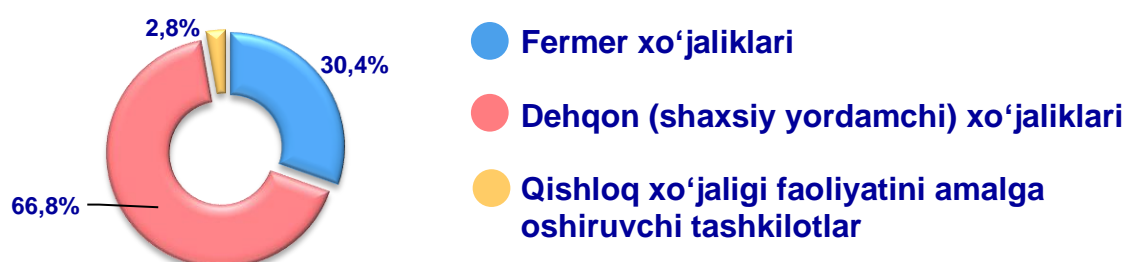 2,8%
30,4%
66,8%
Fermer xo‘jaliklari
Dehqon (shaxsiy yordamchi) xo‘jaliklari
Qishloq xo‘jaligi faoliyatini amalga
oshiruvchi tashkilotlar